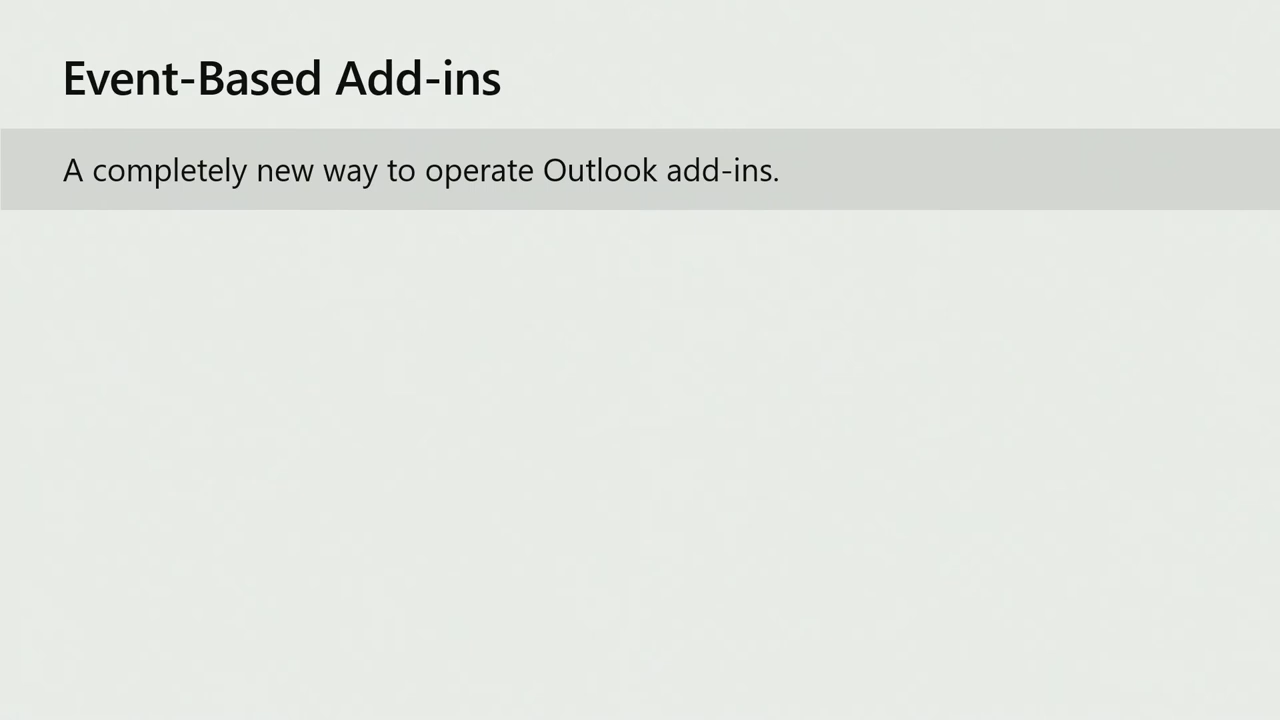 Event-Based Add-ins
A completely new way to operate Outlook add-ins.